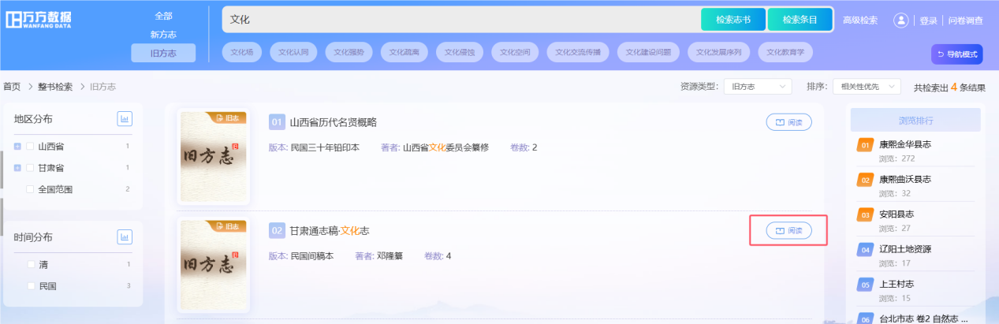 万方数据
WANFANG DATA
全部
新方志
旧方志
文化
检索志书
检索条目
高级检索
登录
问卷调查
文化场
文化认同
文化强势
文化疏离
文化侵蚀
文化空间
文化交流传播
文化建设问题
文化发展序列
文化教育学
导航模式
首页 > 整书检索 > 旧方志
资源类型: 旧方志
排序: 相关性优先
共检索出 4 条结果
地区分布
山西省 1
甘肃省 1
全国范围 2
时间分布
清 1
民国 3
旧志
旧方志
01 山西省历代名贤概略
阅读
版本: 民国三十年铅印本 著者: 山西省文化委员会纂修 卷数: 2
旧志
旧方志
02 甘肃通志稿·文化志
阅读
版本: 民国间稿本 著者: 邓隆纂 卷数: 4
浏览排行
01 康熙金华县志
浏览: 272
02 康熙曲沃县志
浏览: 32
03 安阳县志
浏览: 27
04 辽阳土地资源
浏览: 17
05 上王村志
浏览: 15
06 台北市志 卷2 自然志 ...